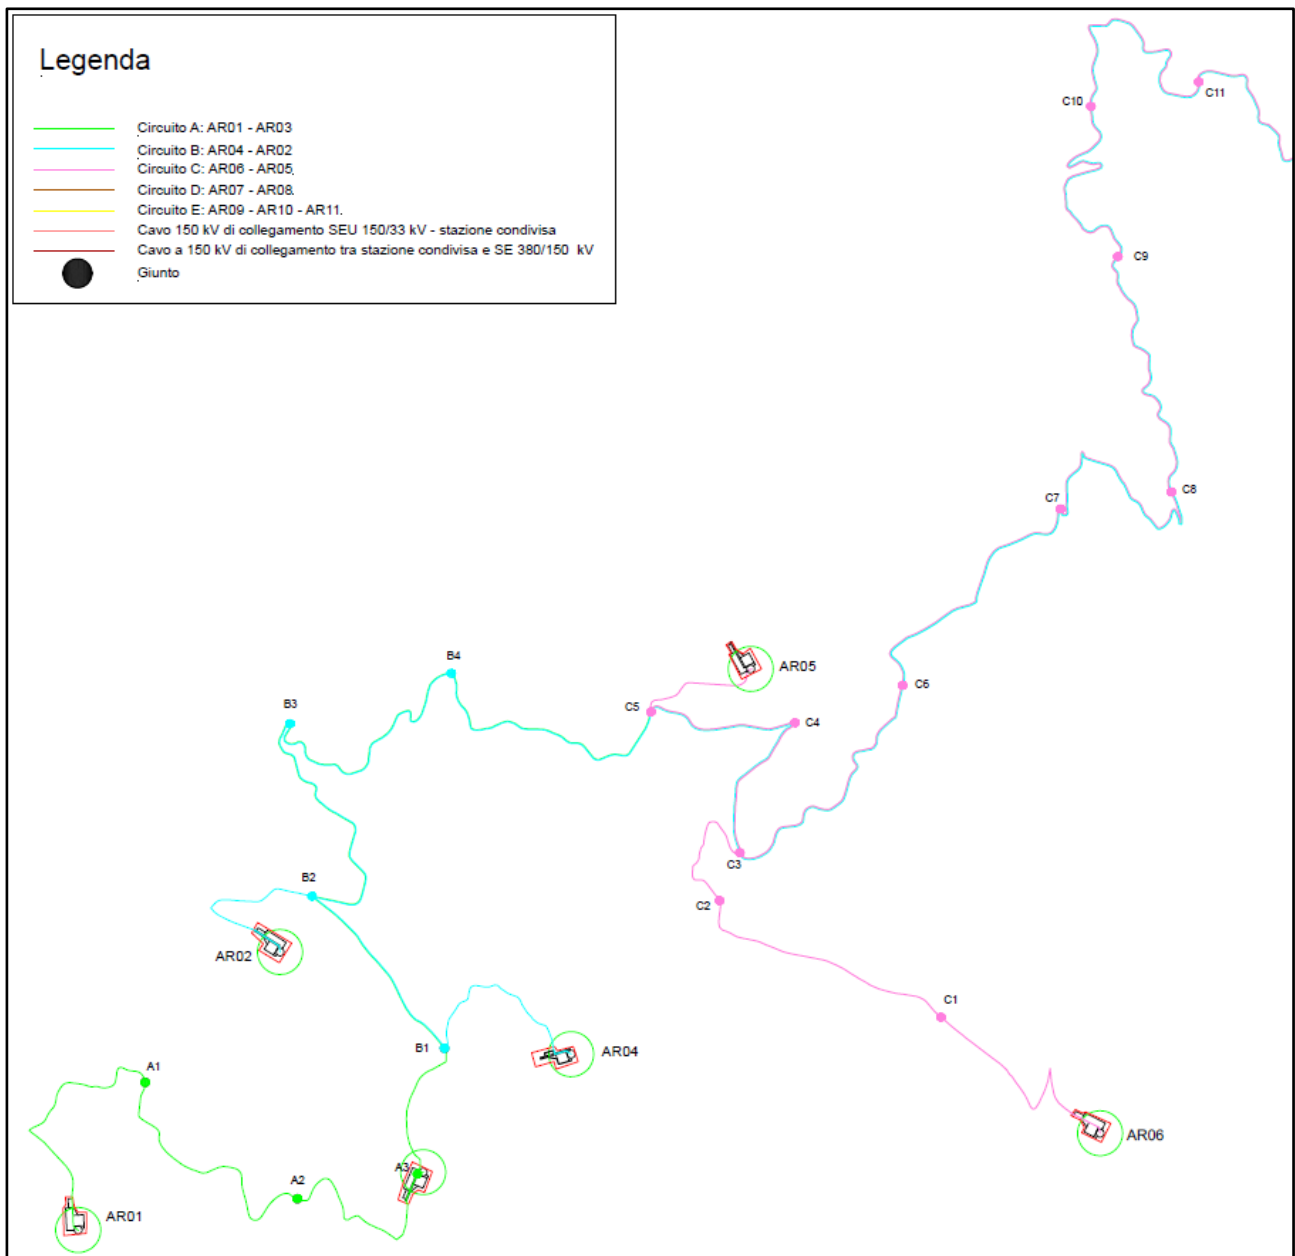 Legenda
Circuito A: AR01 - AR03
Circuito B: AR04 - AR02
Circuito C: AR06 - AR05.
Circuito D: AR07 - AR08.
Circuito E: AR09 - AR10 - AR11.
Cavo 150 kV di collegamento SEU 150/33 kV - stazione condivisa
Cavo a 150 kV di collegamento tra stazione condivisa e SE 380/150 kV
Giunto
C11
C10
C9
C8
C7
B4
AR05
C6
C5
B3
C4
C3
B2
C2
AR02
C1
B1
AR04
A1
AR06
A3
A2
AR01